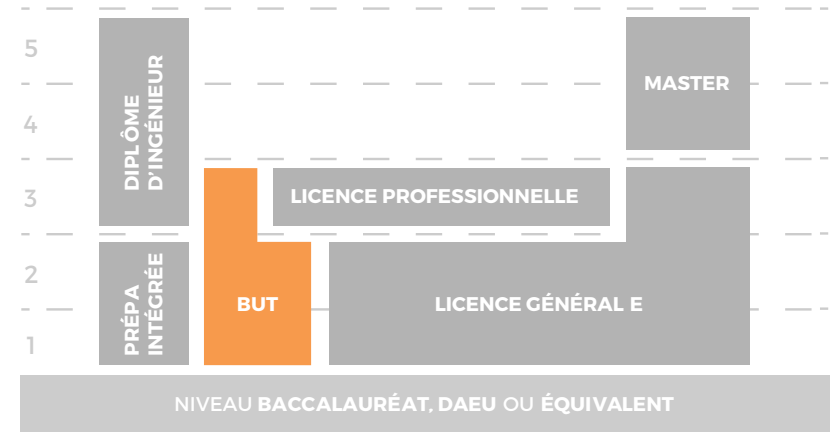 5
MASTER
4
DIPLÔME
D'INGÉNIEUR
3
LICENCE PROFESSIONNELLE
2
PRÉPA
INTÉGRÉE
BUT
LICENCE GÉNÉRAL E
1
NIVEAU BACCALAURÉAT, DAEU OU ÉQUIVALENT